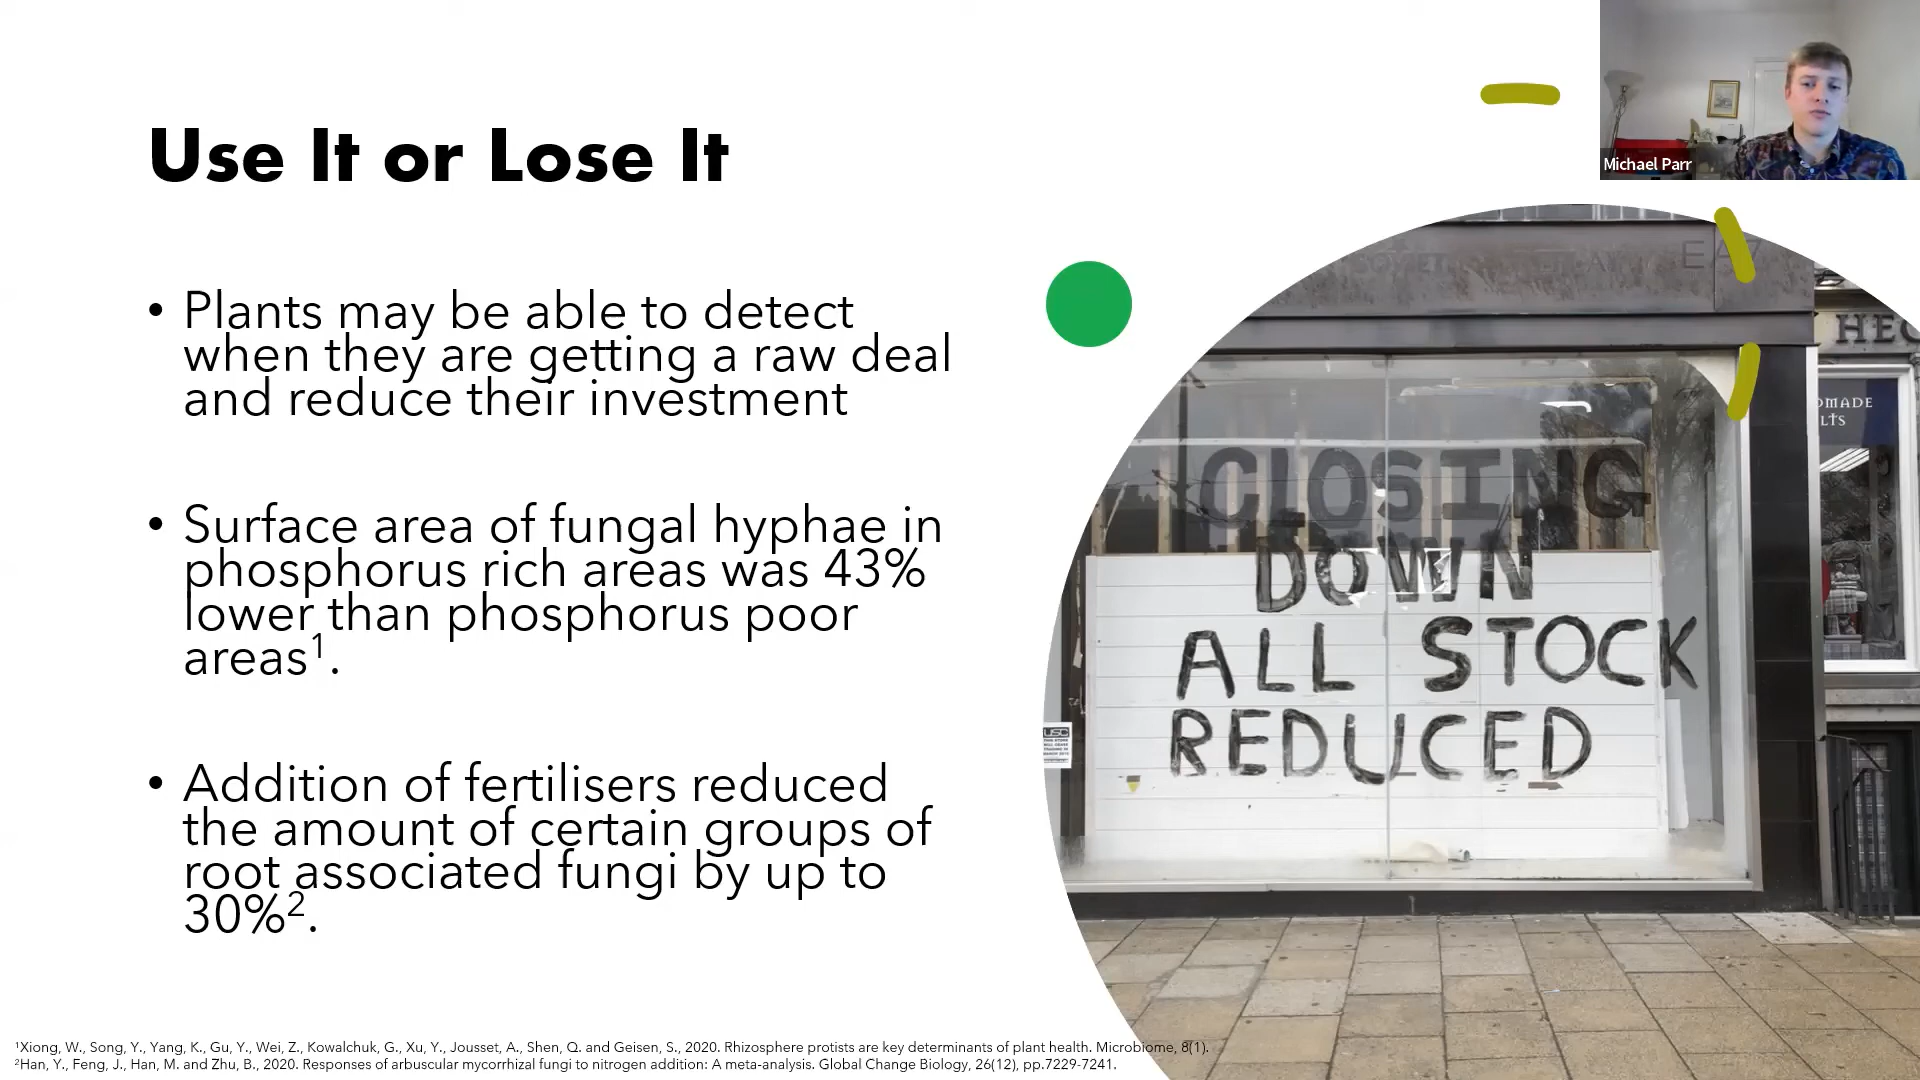 Use It or Lose It
Michael Parr
• Plants may be able to detect
when they are getting a raw deal
and reduce their investment
• Surface area of fungal hyphae in
phosphorus rich areas was 43%
lower than phosphorus poor
areas¹.
• Addition of fertilisers reduced
the amount of certain groups of
root associated fungi by up to
30%².
HEC
OMADE
LTS
CLOSING
DOWN
ALL STOCK
REDUCED
¹Xiong, W., Song, Y., Yang, K., Gu, Y., Wei, Z., Kowalchuk, G., Xu, Y., Jousset, A., Shen, Q. and Geisen, S., 2020. Rhizosphere protists are key determinants of plant health. Microbiome, 8(1).
²Han, Y., Feng, J., Han, M. and Zhu, B., 2020. Responses of arbuscular mycorrhizal fungi to nitrogen addition: A meta-analysis. Global Change Biology, 26(12), pp.7229-7241.